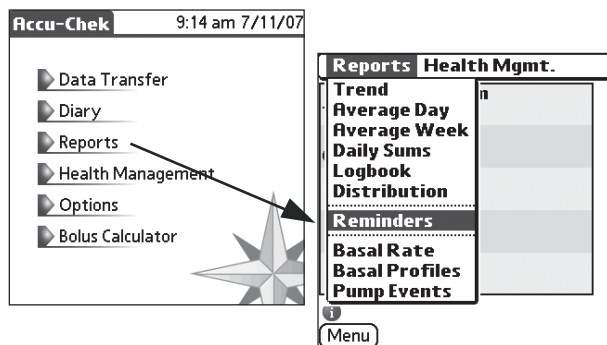 Accu-Chek 9:14 am 7/11/07
Data Transfer
Diary
Reports
Health Management
Options
Bolus Calculator
Reports Health Mgmt.
Trend
Average Day
Average Week
Daily Sums
Logbook
Distribution
Reminders
Basal Rate
Basal Profiles
Pump Events
i
Menu